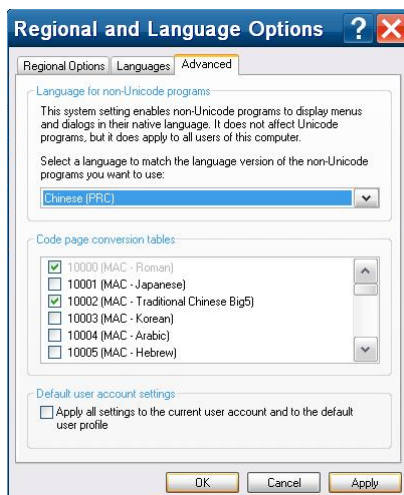 Regional and Language Options
Regional Options Languages Advanced
Language for non-Unicode programs
This system setting enables non-Unicode programs to display menus
and dialogs in their native language. It does not affect Unicode
programs, but it does apply to all users of this computer.
Select a language to match the language version of the non-Unicode
programs you want to use:
Chinese (PRC)
Code page conversion tables
10000 (MAC - Roman)
10001 (MAC - Japanese)
10002 (MAC - Traditional Chinese Big5)
10003 (MAC - Korean)
10004 (MAC - Arabic)
10005 (MAC - Hebrew)
Default user account settings
Apply all settings to the current user account and to the default
user profile
OK Cancel Apply